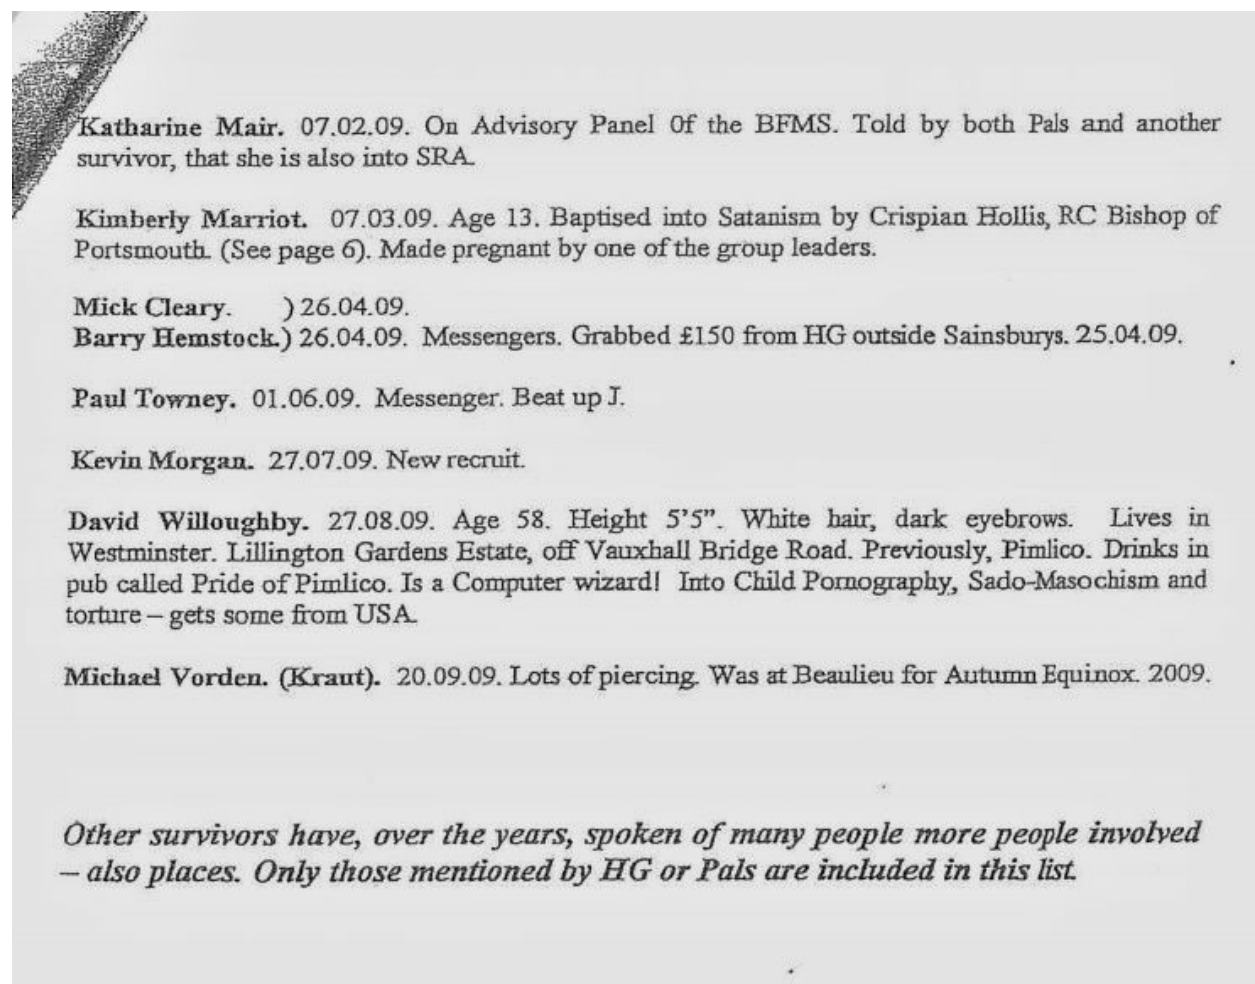 Katharine Mair. 07.02.09. On Advisory Panel 0f the BFMS. Told by both Pals and another
survivor, that she is also into SRA.
Kimberly Marriot. 07.03.09. Age 13. Baptised into Satanism by Crispian Hollis, RC Bishop of
Portsmouth. (See page 6). Made pregnant by one of the group leaders.
Mick Cleary. ) 26.04.09.
Barry Hemstock.) 26.04.09. Messengers. Grabbed £150 from HG outside Sainsburys. 25.04.09.
Paul Towney. 01.06.09. Messenger. Beat up J.
Kevin Morgan. 27.07.09. New recruit.
David Willoughby. 27.08.09. Age 58. Height 5’5”. White hair, dark eyebrows. Lives in
Westminster. Lillington Gardens Estate, off Vauxhall Bridge Road. Previously, Pimlico. Drinks in
pub called Pride of Pimlico. Is a Computer wizard! Into Child Pornography, Sado-Masochism and
torture – gets some from USA.
Michael Vorden. (Kraut). 20.09.09. Lots of piercing. Was at Beaulieu for Autumn Equinox. 2009.
Other survivors have, over the years, spoken of many people more people involved
– also places. Only those mentioned by HG or Pals are included in this list.